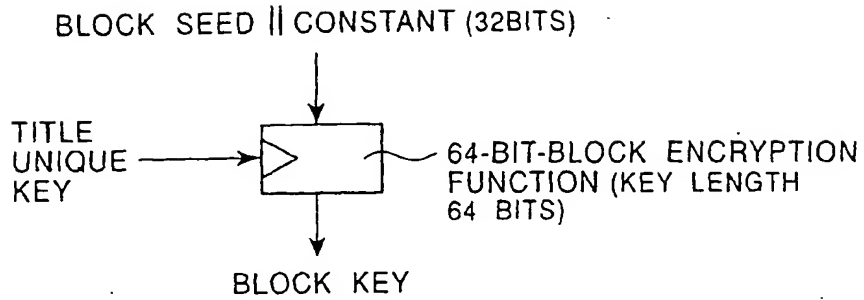 BLOCK SEED || CONSTANT (32BITS)
TITLE
UNIQUE
KEY
64-BIT-BLOCK ENCRYPTION
FUNCTION (KEY LENGTH
64 BITS)
BLOCK KEY